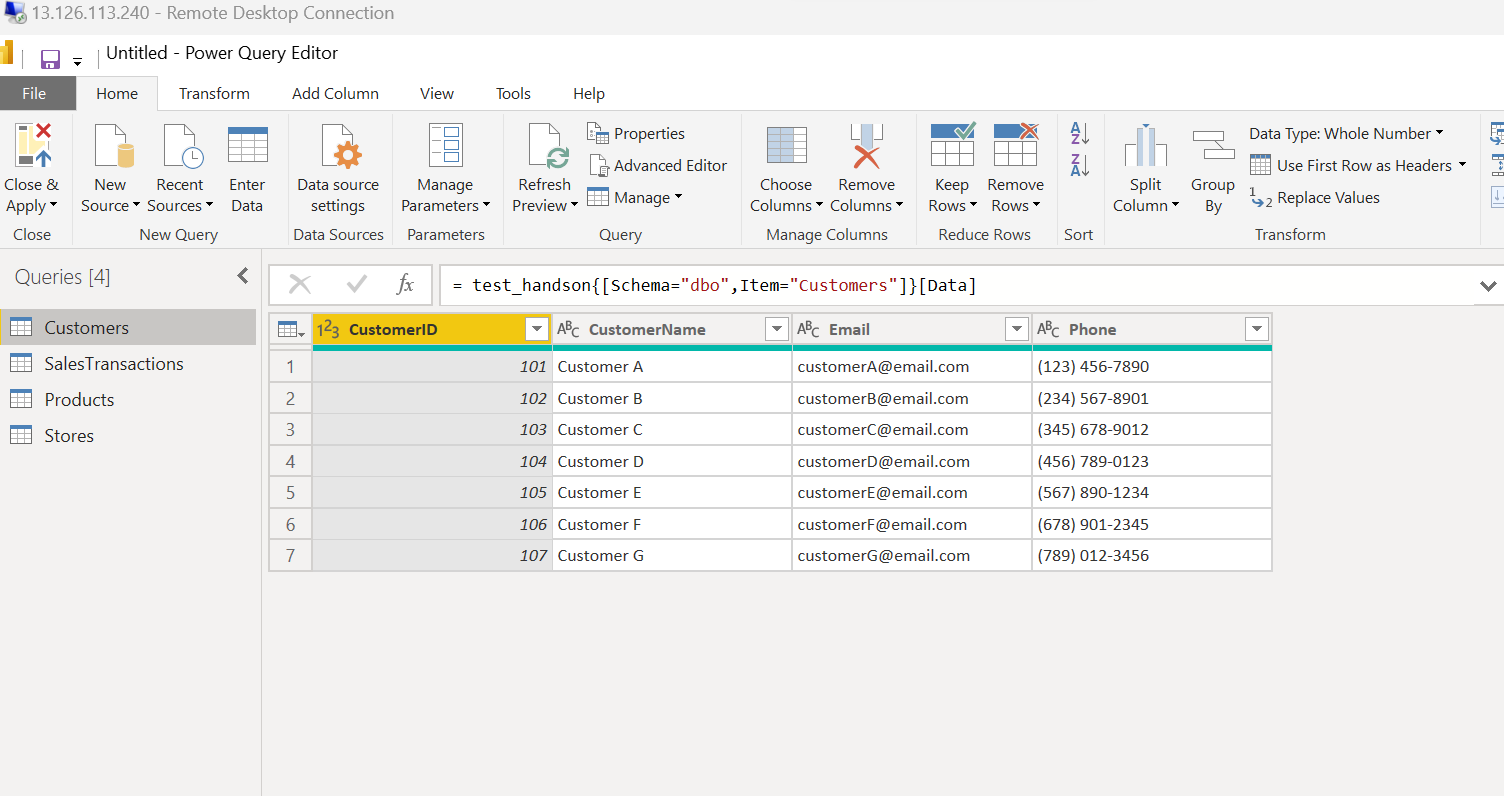 13.126.113.240 - Remote Desktop Connection
Untitled - Power Query Editor
File Home Transform Add Column View Tools Help
Close & Apply
New Source
Recent Sources
Enter Data
Data source settings
Manage Parameters
Refresh Preview
Properties
Advanced Editor
Manage
Choose Columns
Remove Columns
Keep Rows
Remove Rows
A
Z
Z
A
Split Column
Group By
Data Type: Whole Number
Use First Row as Headers
1 2 Replace Values
Close New Query Data Sources Parameters Query Manage Columns Reduce Rows Sort Transform
Queries [4]
Customers
SalesTransactions
Products
Stores
fx = test_handson{[Schema="dbo",Item="Customers"]}[Data]
123 CustomerID ABC CustomerName ABC Email ABC Phone
1 101 Customer A customerA@email.com (123) 456-7890
2 102 Customer B customerB@email.com (234) 567-8901
3 103 Customer C customerC@email.com (345) 678-9012
4 104 Customer D customerD@email.com (456) 789-0123
5 105 Customer E customerE@email.com (567) 890-1234
6 106 Customer F customerF@email.com (678) 901-2345
7 107 Customer G customerG@email.com (789) 012-3456